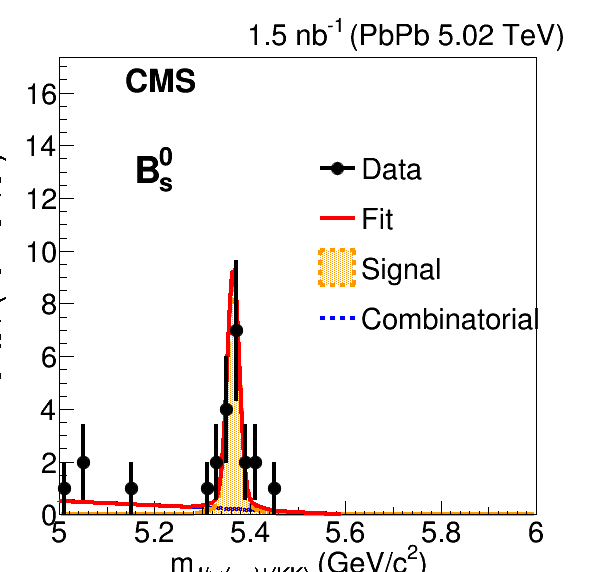 1.5 nb⁻¹ (PbPb 5.02 TeV)
CMS
B⁰ₛ
Data
Fit
Signal
Combinatorial
16
14
12
10
8
6
4
2
0
5 5.2 5.4 5.6 5.8 6
m (GeV/c²)